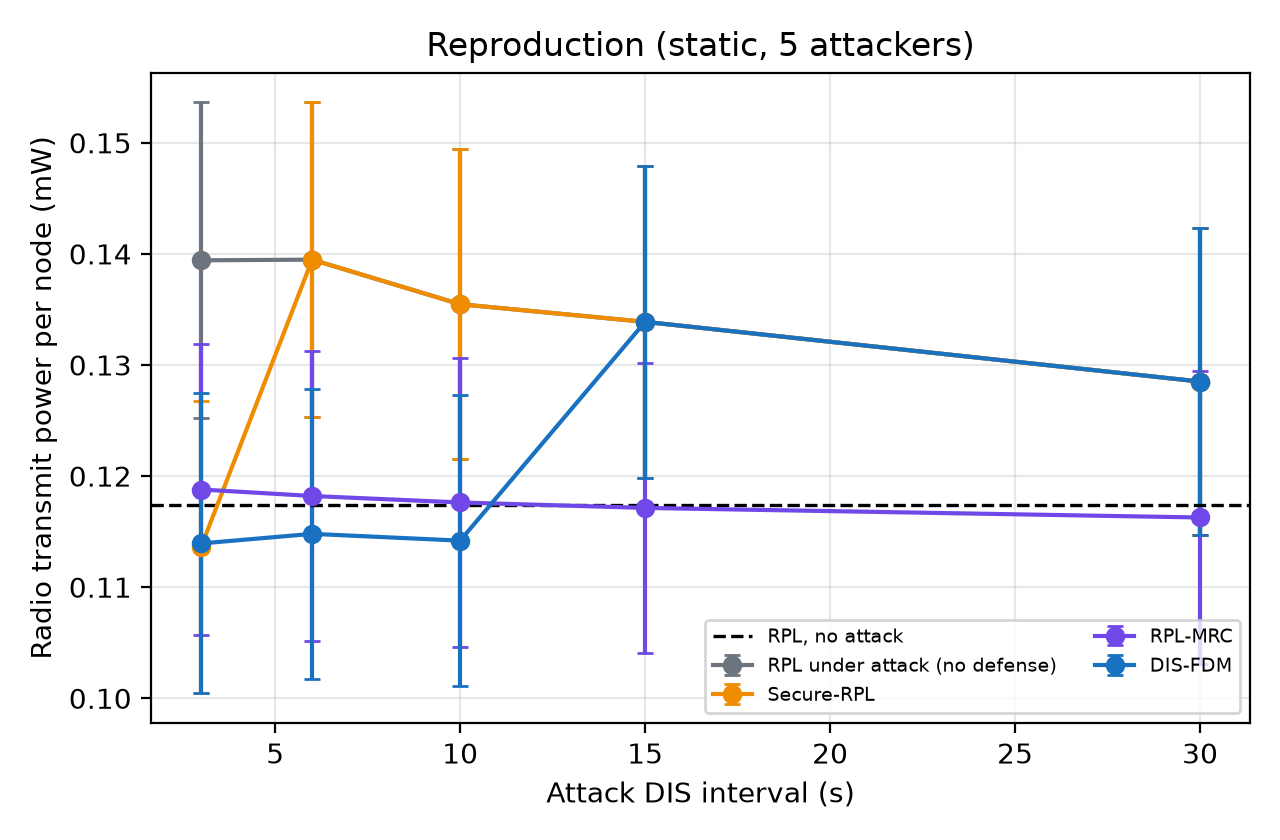 Reproduction (static, 5 attackers)
Radio transmit power per node (mW)
0.15
0.14
0.13
0.12
0.11
0.10
5
10
15
20
25
30
Attack DIS interval (s)
RPL, no attack
RPL under attack (no defense)
Secure-RPL
RPL-MRC
DIS-FDM